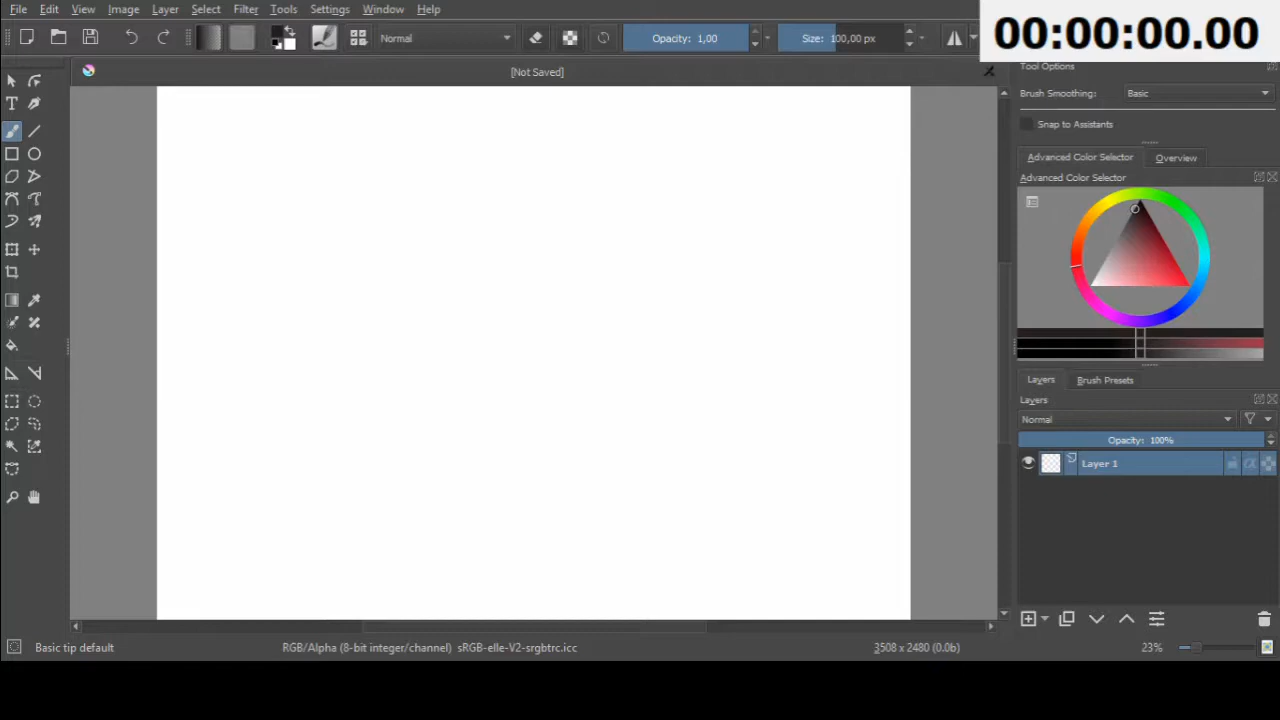 File Edit View Image Layer Select Filter Tools Settings Window Help
00:00:00.00
Normal Opacity: 1,00 Size: 100,00 px
[Not Saved]
Tool Options
Brush Smoothing: Basic
Snap to Assistants
Advanced Color Selector Overview
Advanced Color Selector
Layers Brush Presets
Layers
Normal
Opacity: 100%
Layer 1
Basic tip default RGB/Alpha (8-bit integer/channel) sRGB-elle-V2-srgbtrc.icc 3508 x 2480 (0.0b) 23%